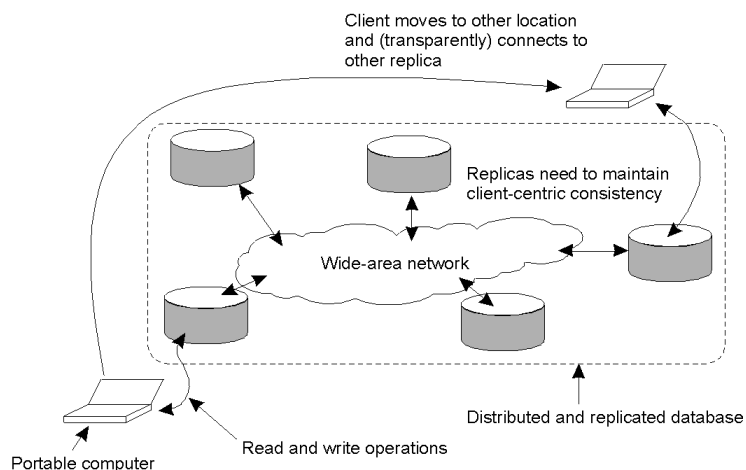 Client moves to other location
and (transparently) connects to
other replica
Replicas need to maintain
client-centric consistency
Wide-area network
Distributed and replicated database
Read and write operations
Portable computer